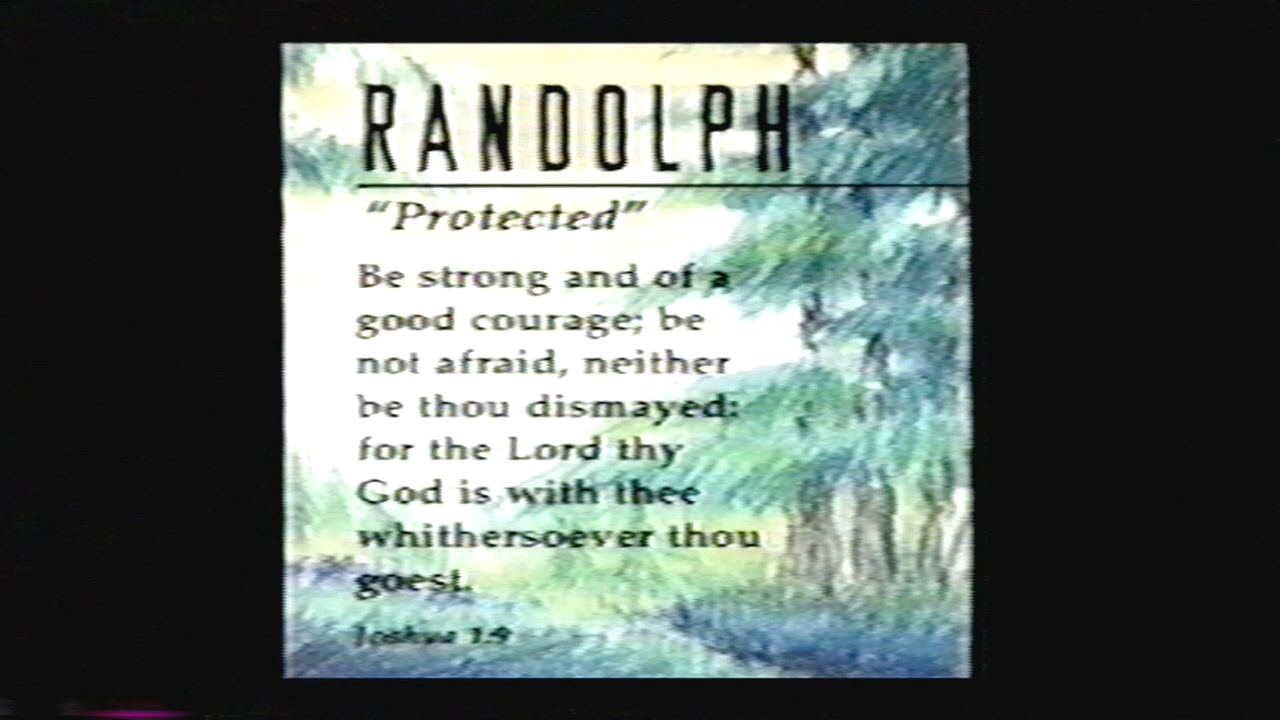 RANDOLPH
"Protected"
Be strong and of a
good courage; be
not afraid, neither
be thou dismayed:
for the Lord thy
God is with thee
whithersoever thou
goest.
Joshua 1:9